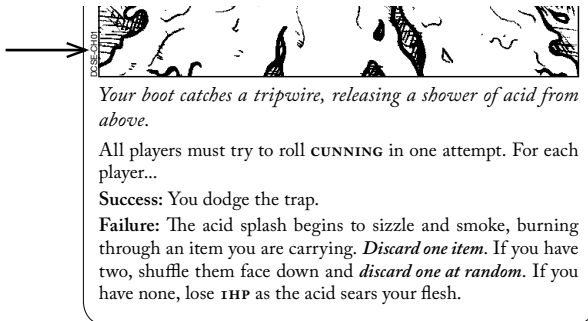 DCSE-CH01
Your boot catches a tripwire, releasing a shower of acid from
above.
All players must try to roll CUNNING in one attempt. For each
player...
Success: You dodge the trap.
Failure: The acid splash begins to sizzle and smoke, burning
through an item you are carrying. Discard one item. If you have
two, shuffle them face down and discard one at random. If you
have none, lose 1HP as the acid sears your flesh.